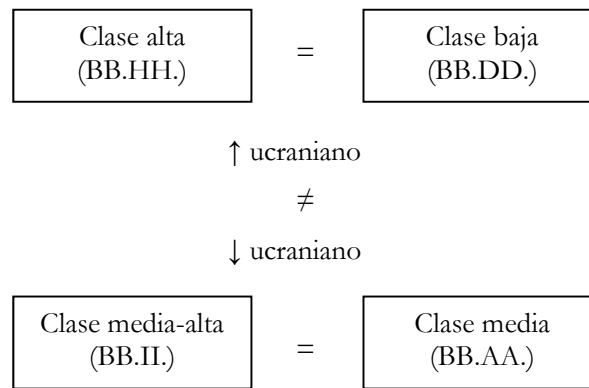 Clase alta = Clase baja
(BB.HH.) (BB.DD.)
↑ ucraniano
≠
↓ ucraniano
Clase media-alta = Clase media
(BB.II.) (BB.AA.)